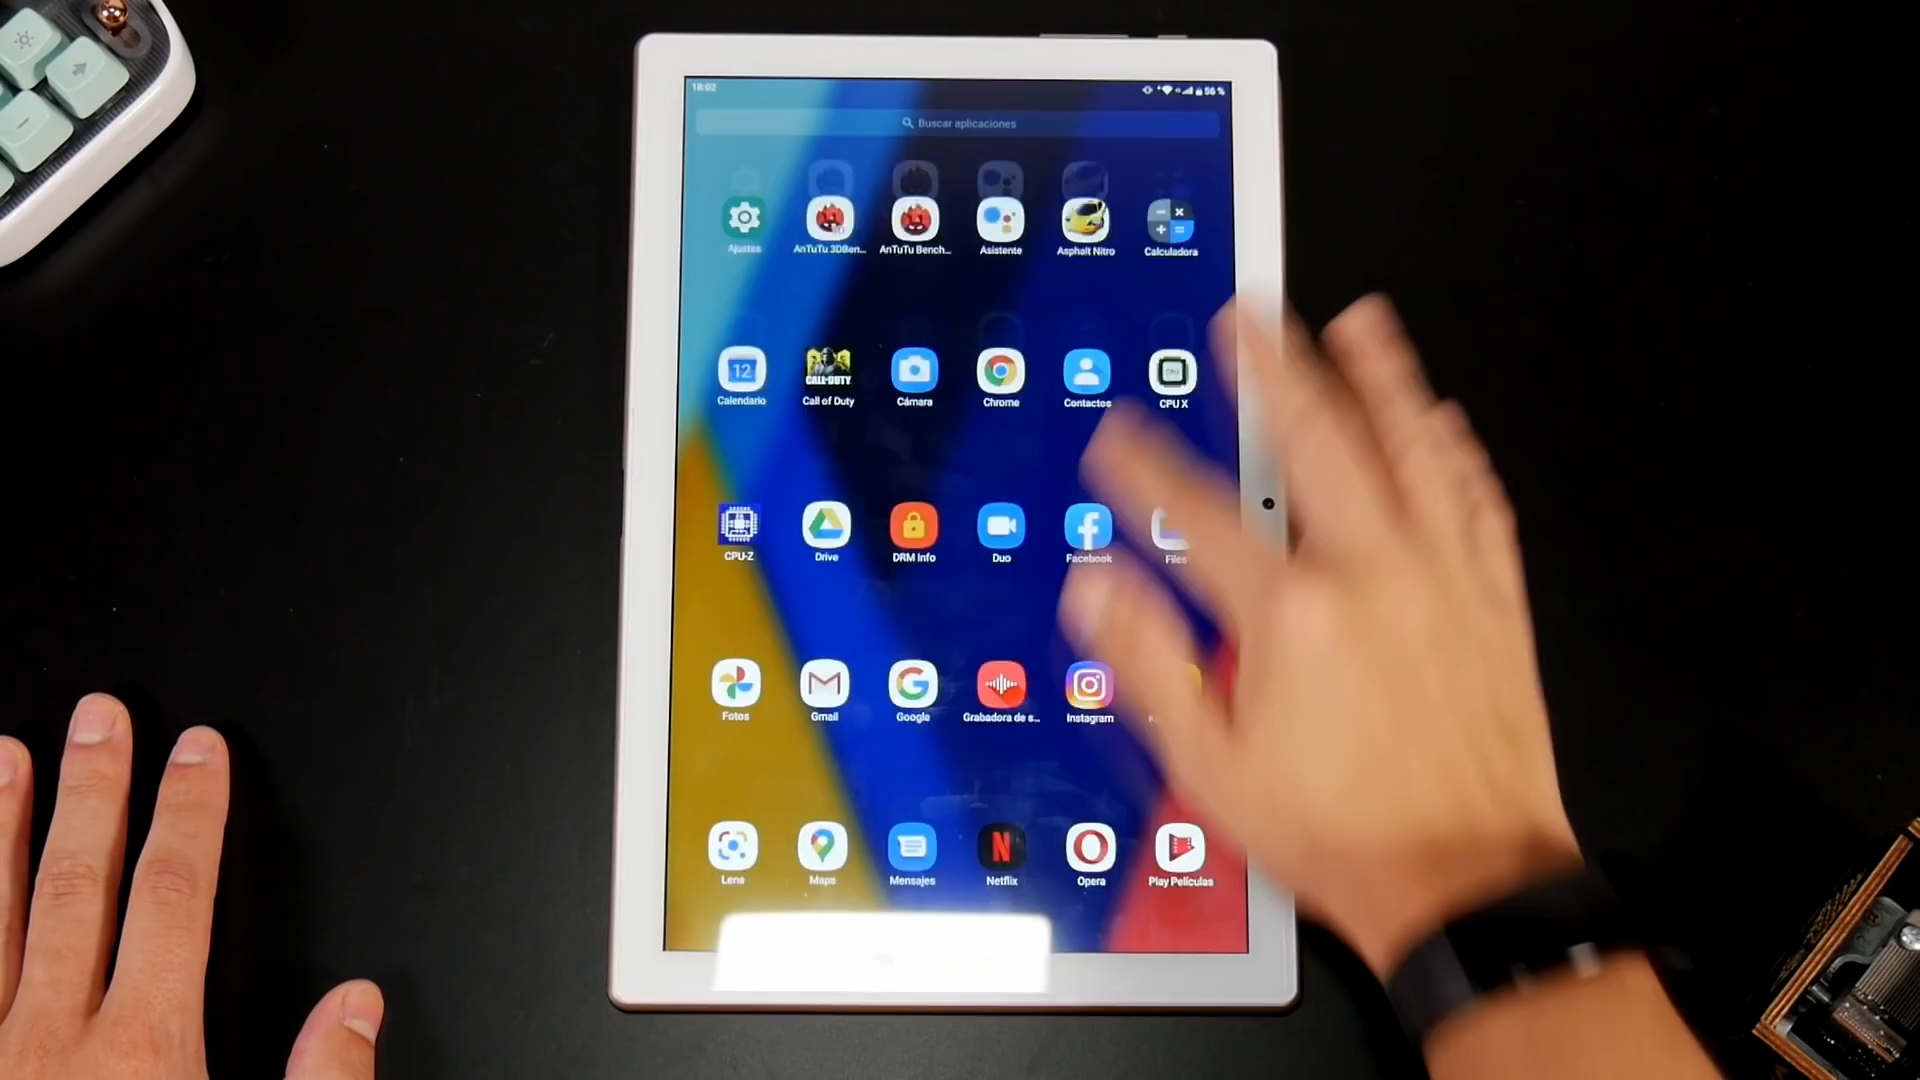 18:02
56 %
Buscar aplicaciones
Ajustes
AnTuTu 3DBen...
AnTuTu Bench...
Asistente
Asphalt Nitro
Calculadora
12
CALL OF DUTY
Calendario
Call of Duty
Cámara
Chrome
Contactos
CPU X
CPU-Z
Drive
DRM Info
Duo
Facebook
Files
Fotos
Gmail
Google
Grabadora de s...
Instagram
Lens
Maps
Mensajes
Netflix
Opera
Play Películas